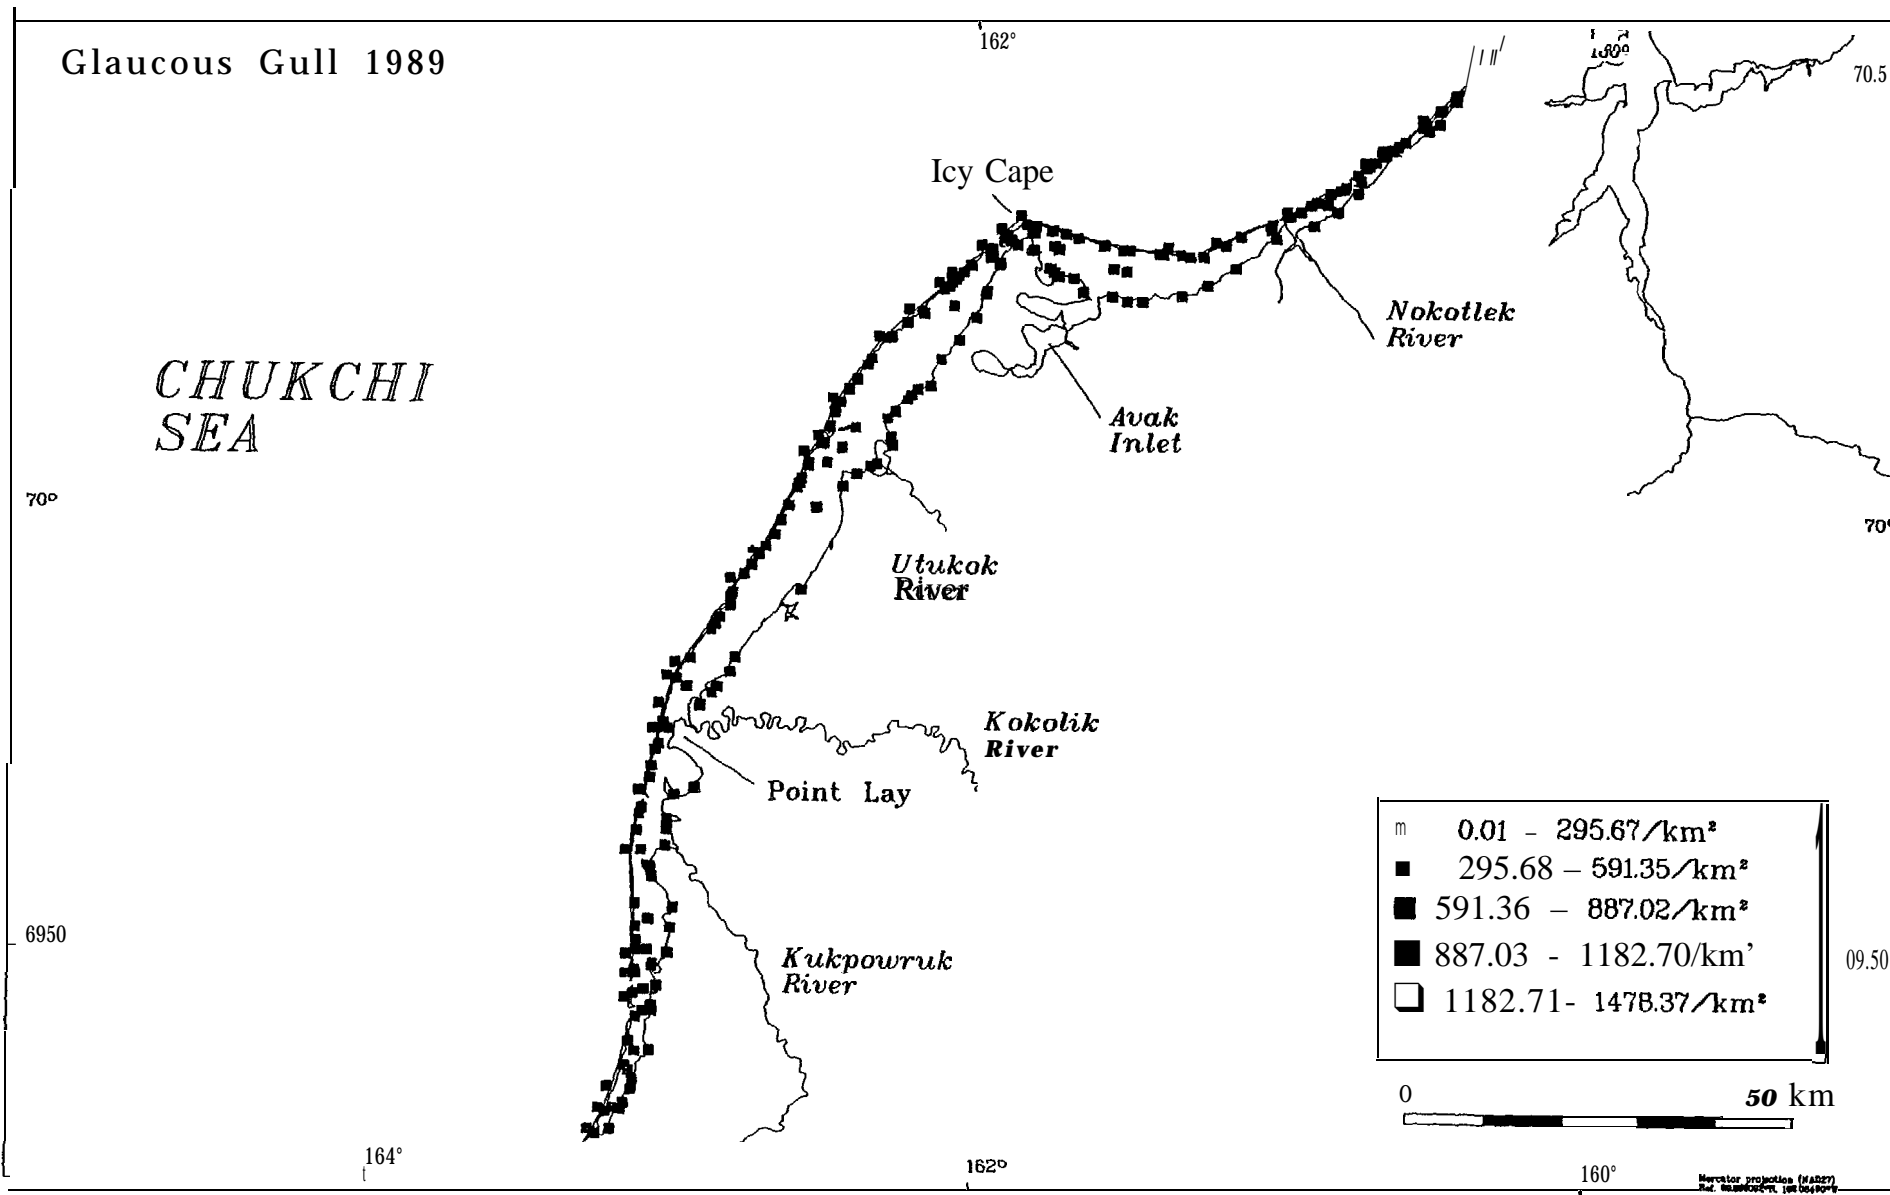 Glaucous Gull 1989
162°
160°
70.5
Icy Cape
Nokotlek
River
CHUKCHI
SEA
Avak
Inlet
70°
70°
Utukok
River
Kokolik
River
Point Lay
m 0.01 - 295.67/km²
295.68 – 591.35/km²
591.36 – 887.02/km²
887.03 - 1182.70/km'
1182.71- 1478.37/km²
6950
09.50
Kukpowruk
River
0 50 km
164°
162°
160°
Mercator projection (NAD27)